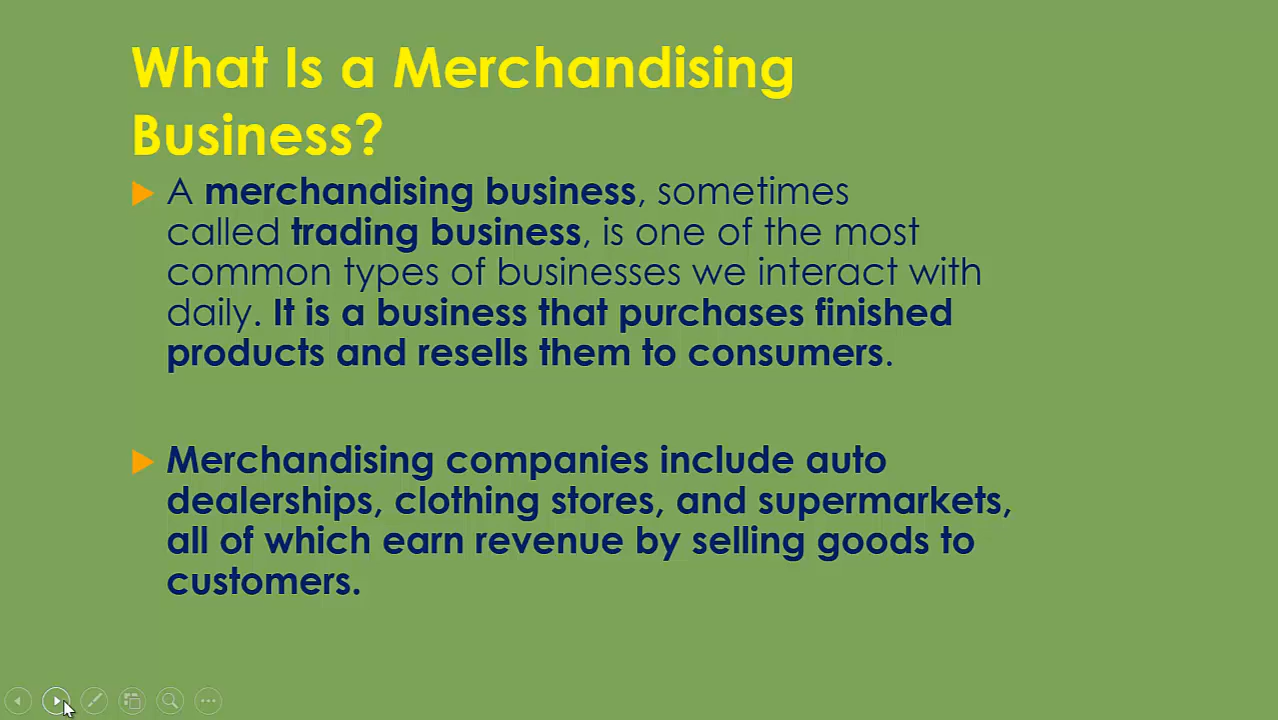 What Is a Merchandising
Business?
A merchandising business, sometimes
called trading business, is one of the most
common types of businesses we interact with
daily. It is a business that purchases finished
products and resells them to consumers.
Merchandising companies include auto
dealerships, clothing stores, and supermarkets,
all of which earn revenue by selling goods to
customers.